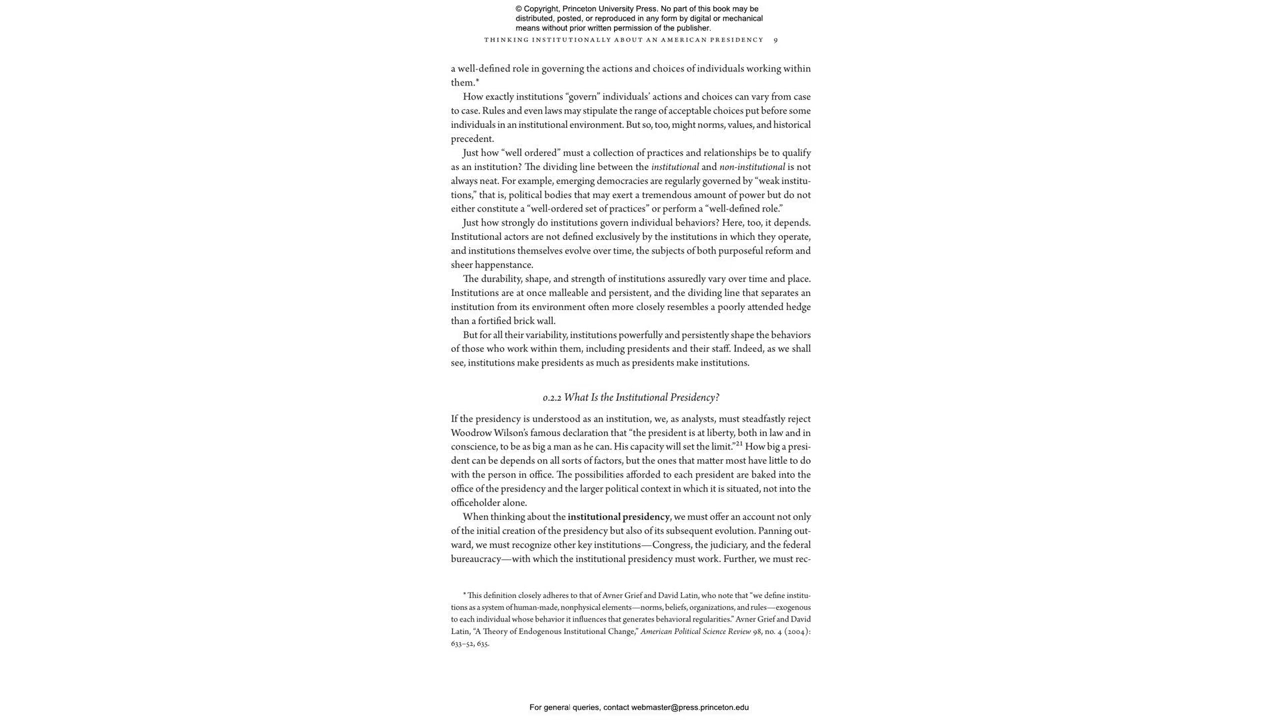 © Copyright, Princeton University Press. No part of this book may be
distributed, posted, or reproduced in any form by digital or mechanical
means without prior written permission of the publisher.
THINKING INSTITUTIONALLY ABOUT AN AMERICAN PRESIDENCY 9
a well-defined role in governing the actions and choices of individuals working within
them.*
How exactly institutions “govern” individuals’ actions and choices can vary from case
to case. Rules and even laws may stipulate the range of acceptable choices put before some
individuals in an institutional environment. But so, too, might norms, values, and historical
precedent.
Just how “well ordered” must a collection of practices and relationships be to qualify
as an institution? The dividing line between the institutional and non-institutional is not
always neat. For example, emerging democracies are regularly governed by “weak institu-
tions,” that is, political bodies that may exert a tremendous amount of power but do not
either constitute a “well-ordered set of practices” or perform a “well-defined role.”
Just how strongly do institutions govern individual behaviors? Here, too, it depends.
Institutional actors are not defined exclusively by the institutions in which they operate,
and institutions themselves evolve over time, the subjects of both purposeful reform and
sheer happenstance.
The durability, shape, and strength of institutions assuredly vary over time and place.
Institutions are at once malleable and persistent, and the dividing line that separates an
institution from its environment often more closely resembles a poorly attended hedge
than a fortified brick wall.
But for all their variability, institutions powerfully and persistently shape the behaviors
of those who work within them, including presidents and their staff. Indeed, as we shall
see, institutions make presidents as much as presidents make institutions.
0.2.2 What Is the Institutional Presidency?
If the presidency is understood as an institution, we, as analysts, must steadfastly reject
Woodrow Wilson’s famous declaration that “the president is at liberty, both in law and in
conscience, to be as big a man as he can. His capacity will set the limit.”21 How big a presi-
dent can be depends on all sorts of factors, but the ones that matter most have little to do
with the person in office. The possibilities afforded to each president are baked into the
office of the presidency and the larger political context in which it is situated, not into the
officeholder alone.
When thinking about the institutional presidency, we must offer an account not only
of the initial creation of the presidency but also of its subsequent evolution. Panning out-
ward, we must recognize other key institutions—Congress, the judiciary, and the federal
bureaucracy—with which the institutional presidency must work. Further, we must rec-
* This definition closely adheres to that of Avner Grief and David Latin, who note that “we define institu-
tions as a system of human-made, nonphysical elements—norms, beliefs, organizations, and rules—exogenous
to each individual whose behavior it influences that generates behavioral regularities.” Avner Grief and David
Latin, “A Theory of Endogenous Institutional Change,” American Political Science Review 98, no. 4 (2004):
633–52, 635.
For general queries, contact webmaster@press.princeton.edu